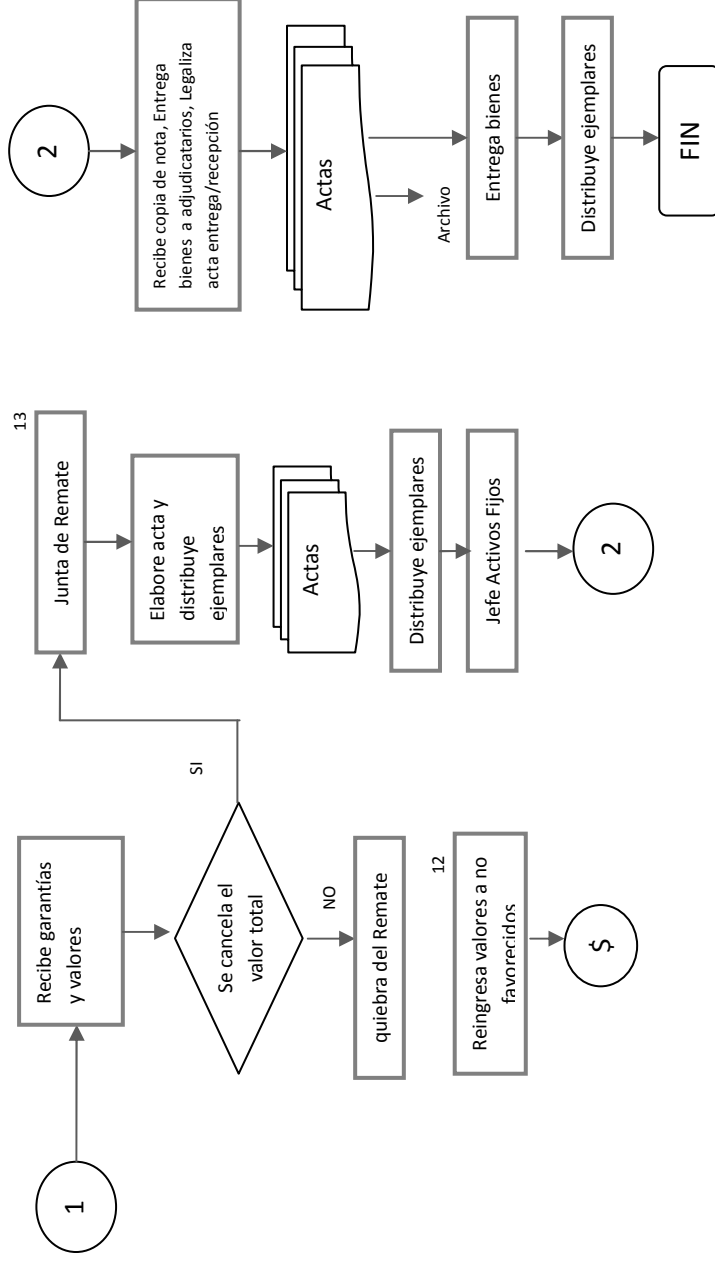 1
Recibe garantías
y valores
Se cancela el
valor total
SI
NO
quiebra del Remate
12
Reingresa valores a no
favorecidos
$
13
Junta de Remate
Elabore acta y
distribuye
ejemplares
Actas
Distribuye ejemplares
Jefe Activos Fijos
2
2
Recibe copia de nota, Entrega
bienes a adjudicatarios, Legaliza
acta entrega/recepción
Actas
Archivo
Entrega bienes
Distribuye ejemplares
FIN